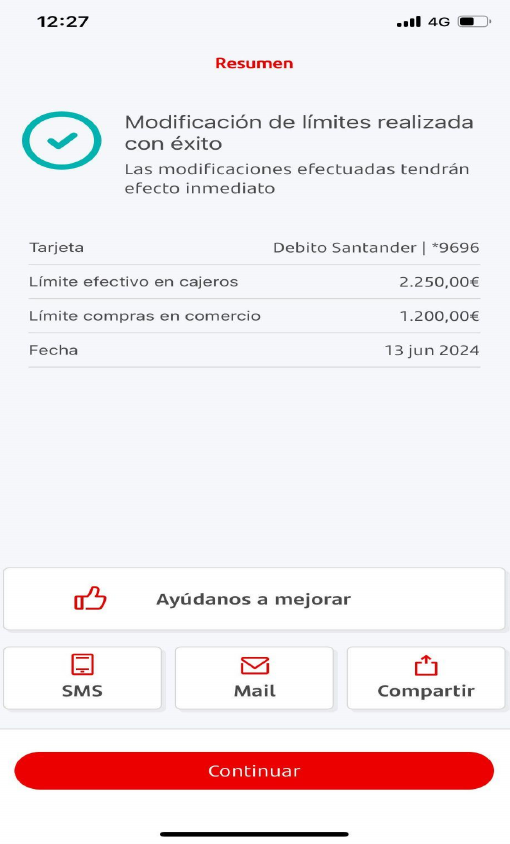 12:27
4G
Resumen
Modificación de límites realizada
con éxito
Las modificaciones efectuadas tendrán
efecto inmediato
Tarjeta Debito Santander | *9696
Límite efectivo en cajeros 2.250,00€
Límite compras en comercio 1.200,00€
Fecha 13 jun 2024
Ayúdanos a mejorar
SMS Mail Compartir
Continuar